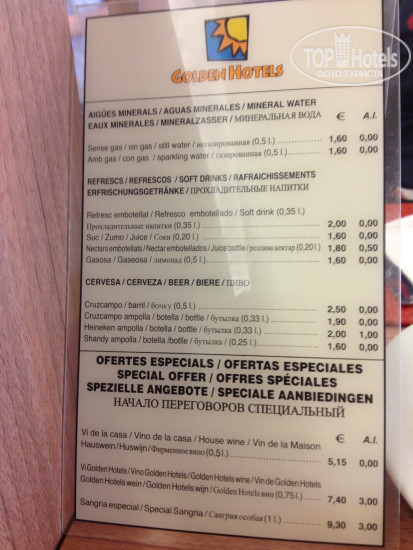 TOPHotels
ФОТО ТУРИСТА
GOLDEN HOTELS
AIGÜES MINERALS / AGUAS MINERALES / MINERAL WATER
EAUX MINERALES / MINERALZASSER / МИНЕРАЛЬНАЯ ВОДА € A.I.
Sense gas / sin gas / still water / негазированная (0,5 l.) 1,60 0,00
Amb gas / con gas / sparking water / газированная (0,5 l.) 1,60 0,00
REFRESCS / REFRESCOS / SOFT DRINKS / RAFRAICHISSEMENTS
ERFRISCHUNGSGETRÄNKE / ПРОХЛАДИТЕЛЬНЫЕ НАПИТКИ
Refresc embotellat / Refresco embotellado / Soft drink (0,35 l.)
Прохладительные напитки (0,35 l.) 2,00 0,00
Suc / Zumo / Juice / Соки (0,20 l.) 1,60 0,00
Nectars embotellats / Nectar embotellados / Juice bottle / розлива нектар (0,20 l.) 1,80 0,50
Gasosa / Gaseosa / лимонад (0,5 l.) 1,60 0,00
CERVESA / CERVEZA / BEER / BIERE / ПИВО
Cruzcampo / barril / бочку (0,5 l.) 2,50 0,00
Cruzcampo ampolla / botella / bottle / бутылка (0,33 l.) 1,90 0,00
Heineken ampolla / botella / bottle / бутылка (0,33 l.) 2,00 1,00
Shandy ampolla / botella / bottle / бутылка (0,25 l.) 1,60 0,00
OFERTES ESPECIALS / OFERTAS ESPECIALES
SPECIAL OFFER / OFFRES SPÉCIALES
SPEZIELLE ANGEBOTE / SPECIALE AANBIEDINGEN
НАЧАЛО ПЕРЕГОВОРОВ СПЕЦИАЛЬНЫЙ
Vi de la casa / Vino de la casa / House wine / Vin de la Maison € A.I.
Hauswein / Huswijn / Фирменное вино (0,5 l.) 5,15 0,00
Vi Golden Hotels / Vino Golden Hotels / Golden Hotels wine / Vin de Golden Hotels
Golden Hotels wein / Golden Hotels wijn / Golden Hotels вин (0,75 l.) 7,40 3,00
Sangria especial / Special Sangria / Сангрия особая (1 l.) 9,30 3,00